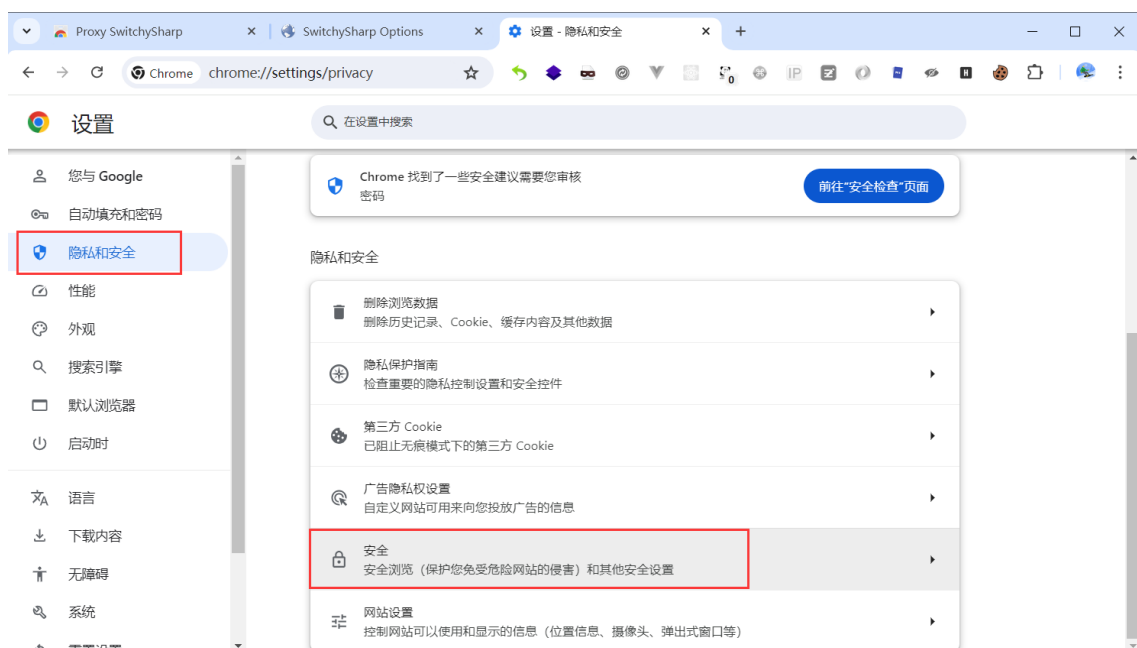 Proxy SwitchySharp
SwitchySharp Options
设置 - 隐私和安全
Chrome
chrome://settings/privacy
0
IP
设置
在设置中搜索
您与 Google
自动填充和密码
隐私和安全
性能
外观
搜索引擎
默认浏览器
启动时
语言
下载内容
无障碍
系统
Chrome 找到了一些安全建议需要您审核
密码
前往“安全检查”页面
隐私和安全
删除浏览数据
删除历史记录、Cookie、缓存内容及其他数据
隐私保护指南
检查重要的隐私控制设置和安全控件
第三方 Cookie
已阻止无痕模式下的第三方 Cookie
广告隐私权设置
自定义网站可用来向您投放广告的信息
安全
安全浏览（保护您免受危险网站的侵害）和其他安全设置
网站设置
控制网站可以使用和显示的信息（位置信息、摄像头、弹出式窗口等）